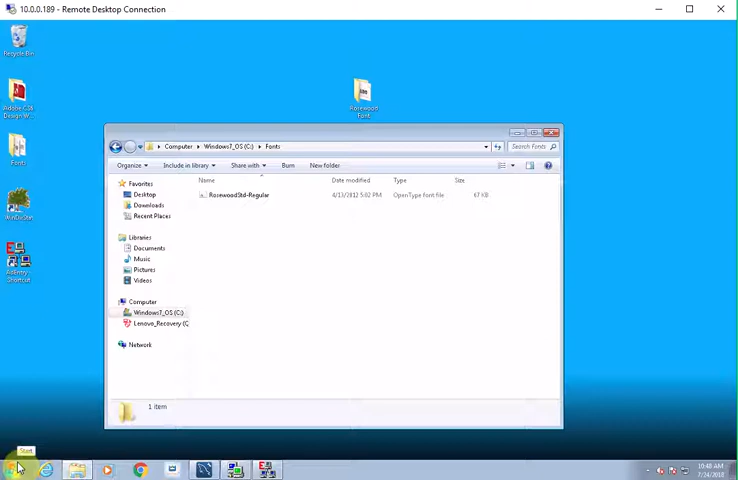 10.0.0.189 - Remote Desktop Connection
Recycle Bin
Adobe CS6
Design W...
Rosewood
Font
Computer ▸ Windows7_OS (C:) ▸ Fonts
Search Fonts
Organize Include in library Share with Burn New folder
Name Date modified Type Size
Favorites
RosewoodStd-Regular 4/13/2012 5:02 PM OpenType font file 67 KB
Desktop
Downloads
Recent Places
Fonts
WinDirStat
Libraries
Documents
Music
Pictures
Videos
AdEntry -
Shortcut
Computer
Windows7_OS (C:)
Lenovo_Recovery (
Network
1 item
Start
10:48 AM
7/24/2018